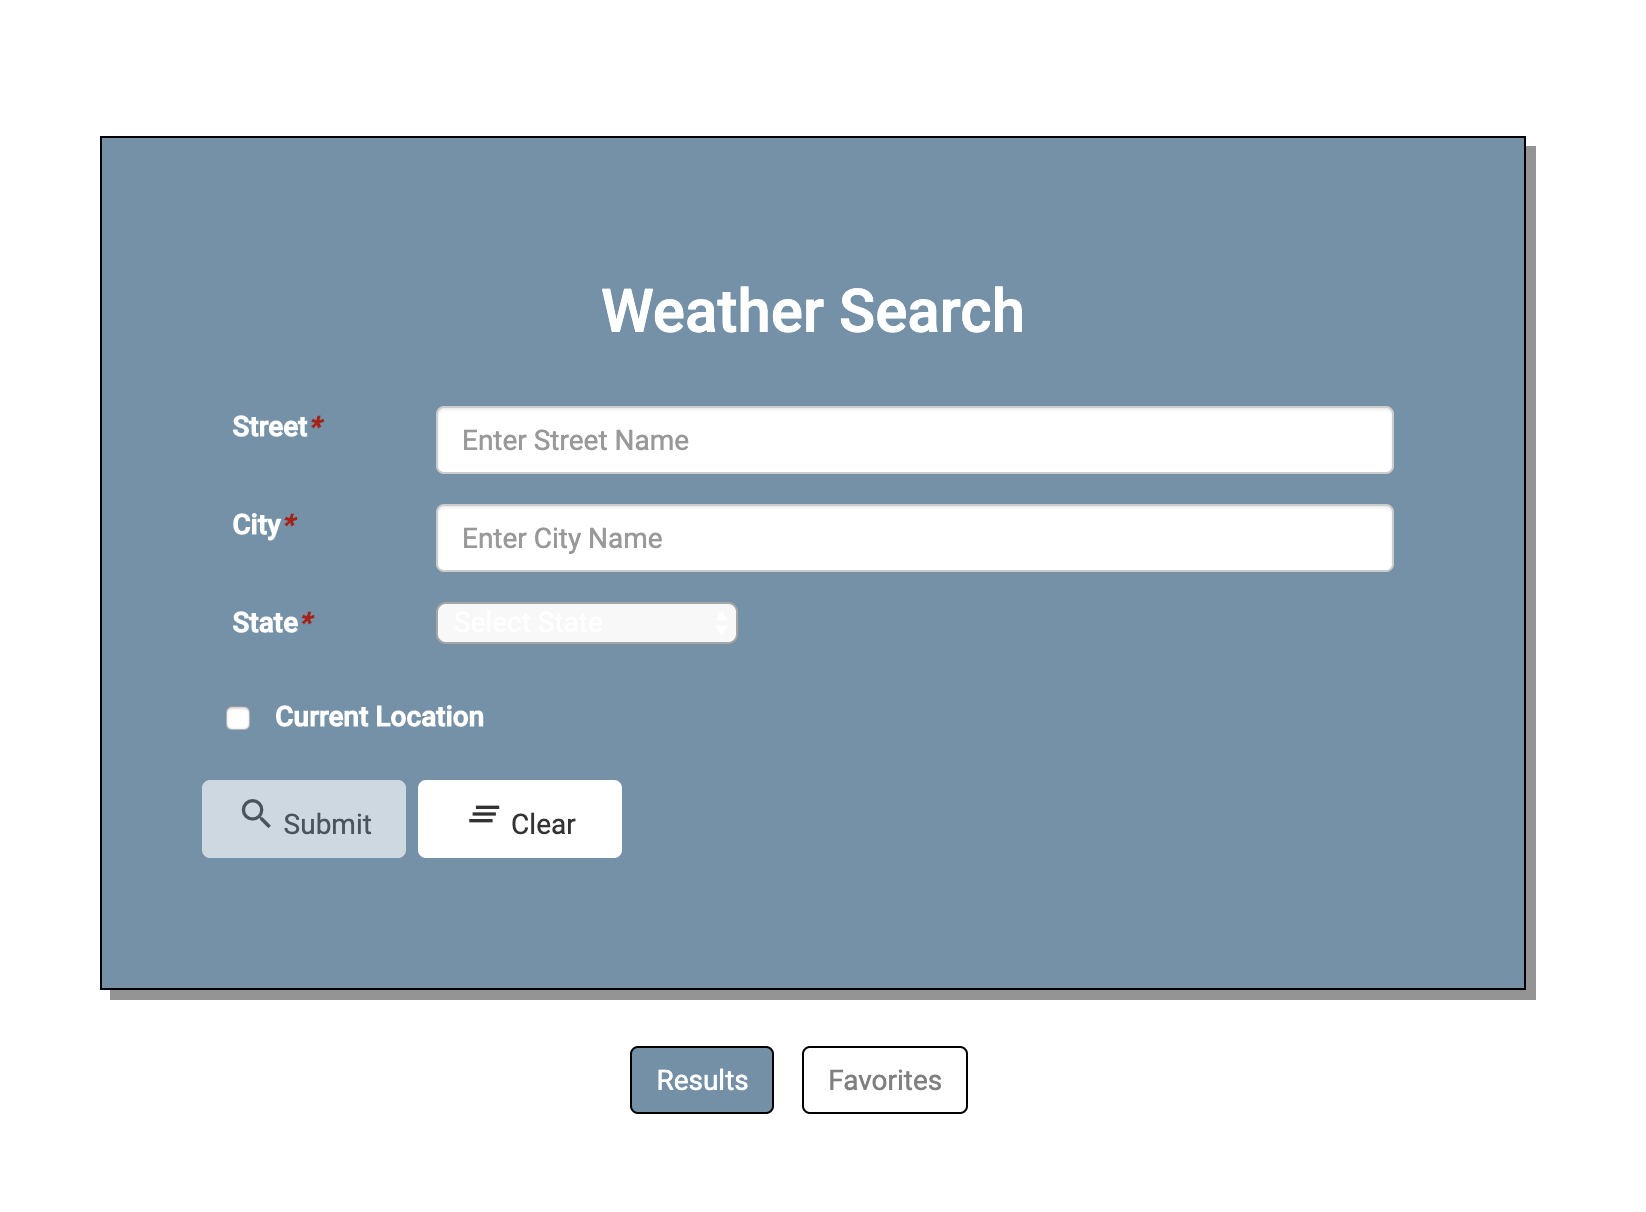 Weather Search
Street*
Enter Street Name
City*
Enter City Name
State*
Select State
Current Location
Submit
Clear
Results
Favorites